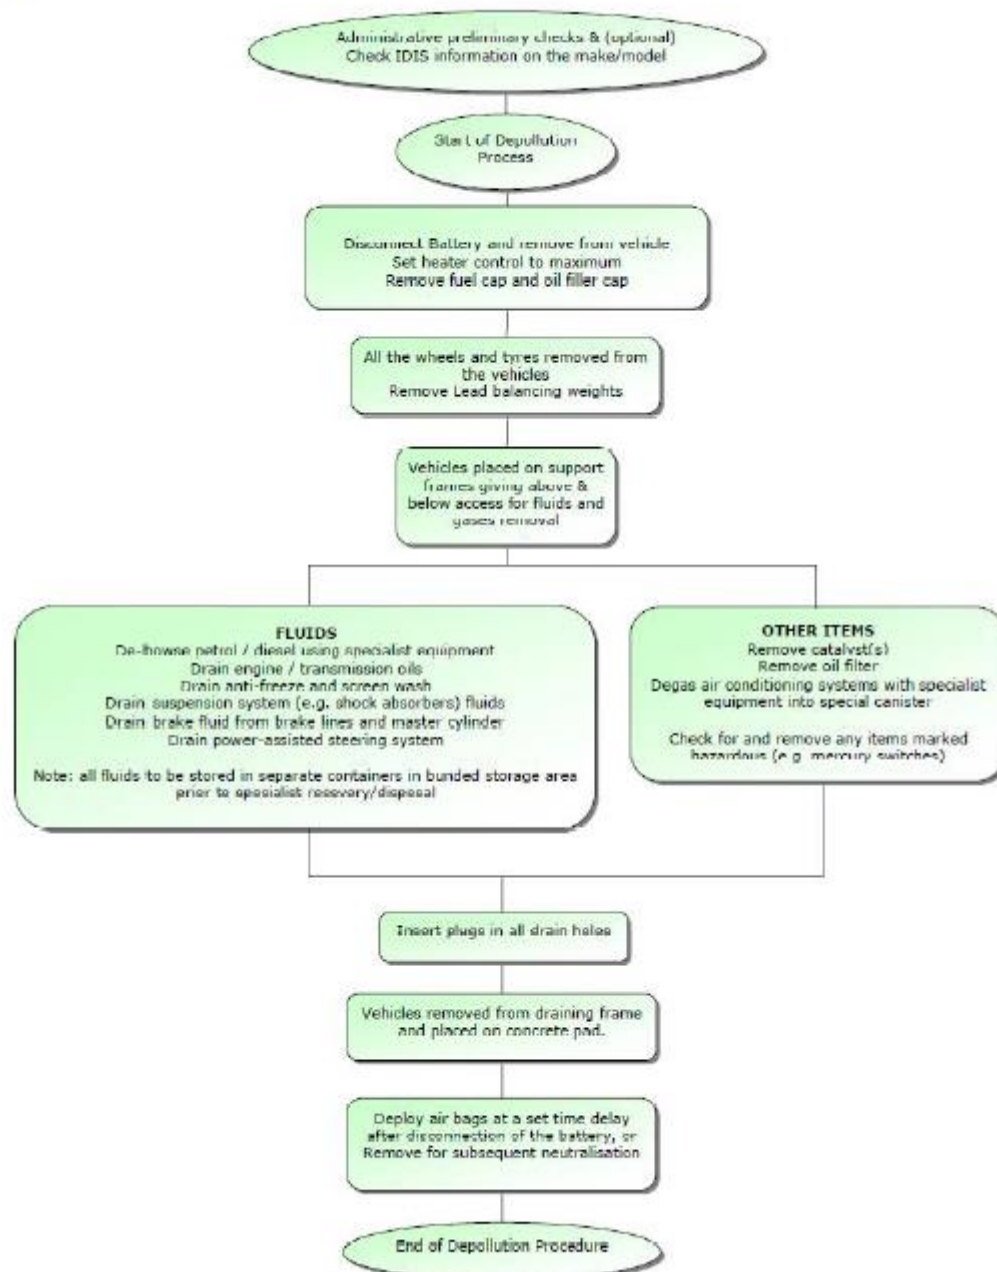 Administrative preliminary checks & (optional)
Check IDIS information on the make/model
Start of Depollution
Process
Disconnect Battery and remove from vehicle
Set heater control to maximum
Remove fuel cap and oil filler cap
All the wheels and tyres removed from
the vehicles
Remove Lead balancing weights
Vehicles placed on support
frames giving above &
below access for fluids and
gases removal
FLUIDS
De-bowse petrol / diesel using specialist equipment
Drain engine / transmission oils
Drain anti-freeze and screen wash
Drain suspension system (e.g. shock absorbers) fluids
Drain brake fluid from brake lines and master cylinder
Drain power-assisted steering system
Note: all fluids to be stored in separate containers in bunded storage area
prior to specialist recovery/disposal
OTHER ITEMS
Remove catalyst(s)
Remove oil filter
Degas air conditioning systems with specialist
equipment into special canister
Check for and remove any items marked
hazardous (e.g. mercury switches)
Insert plugs in all drain holes
Vehicles removed from draining frame
and placed on concrete pad.
Deploy air bags at a set time delay
after disconnection of the battery, or
Remove for subsequent neutralisation
End of Depollution Procedure